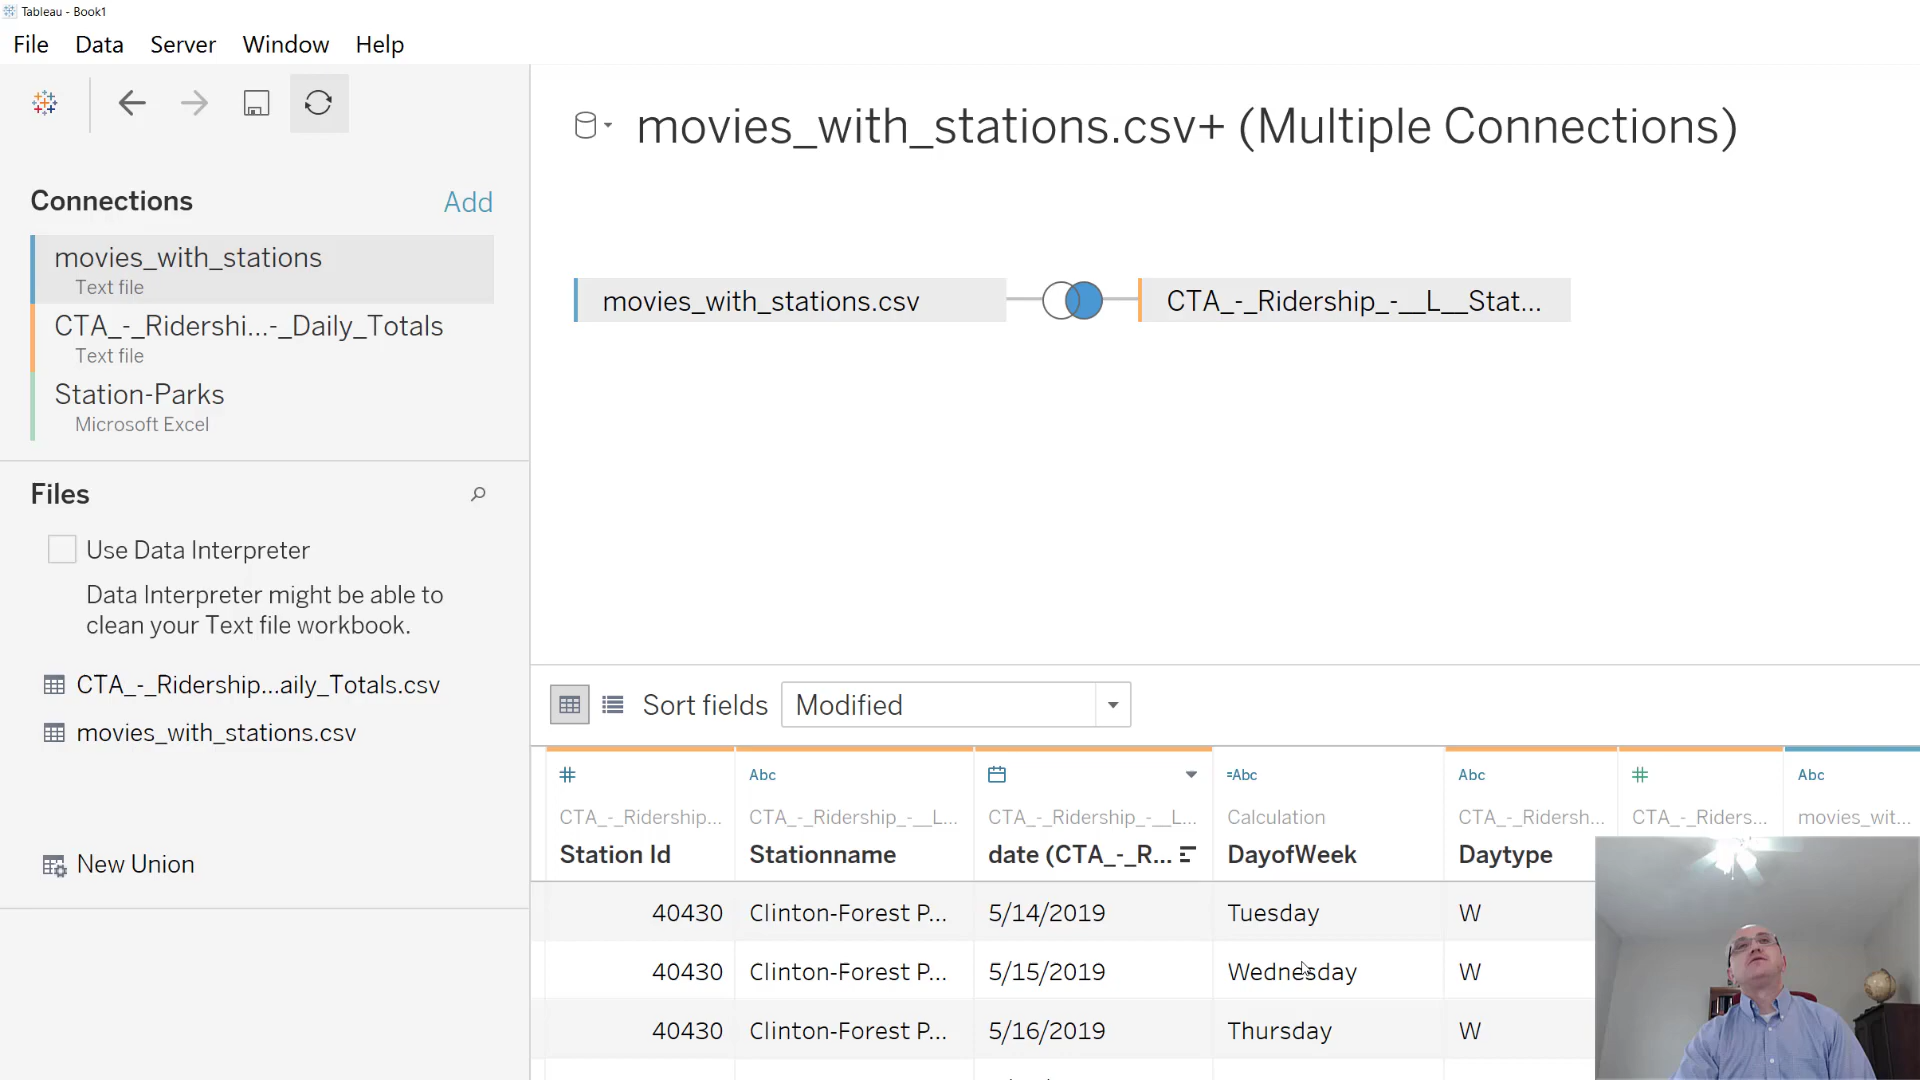 Tableau - Book1
File Data Server Window Help
movies_with_stations.csv+ (Multiple Connections)
Connections Add
movies_with_stations
Text file
CTA_-_Ridershi...-_Daily_Totals
Text file
Station-Parks
Microsoft Excel
movies_with_stations.csv
CTA_-_Ridership_-__L__Stat...
Files
Use Data Interpreter
Data Interpreter might be able to
clean your Text file workbook.
CTA_-_Ridership...aily_Totals.csv
movies_with_stations.csv
New Union
Sort fields Modified
# Abc =Abc Abc # Abc
CTA_-_Ridership... CTA_-_Ridership_-__L... CTA_-_Ridership_-__L... Calculation CTA_-_Ridersh... CTA_-_Riders... movies_wit...
Station Id Stationname date (CTA_-_R... DayofWeek Daytype
40430 Clinton-Forest P... 5/14/2019 Tuesday W
40430 Clinton-Forest P... 5/15/2019 Wednesday W
40430 Clinton-Forest P... 5/16/2019 Thursday W